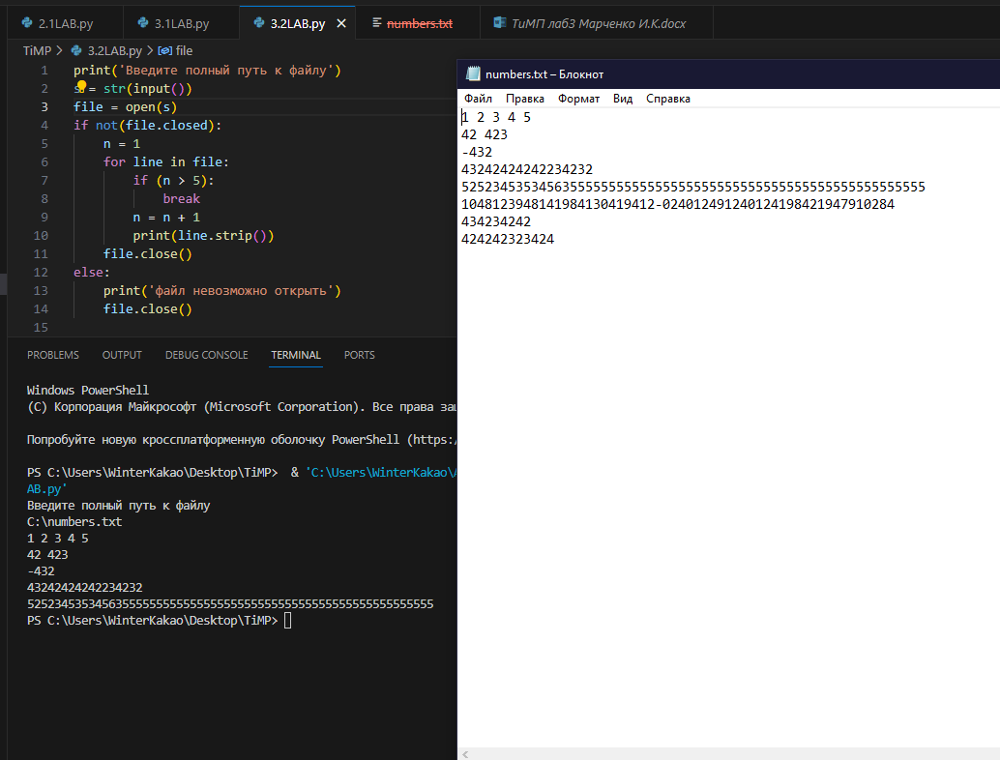 2.1LAB.py
3.1LAB.py
3.2LAB.py
numbers.txt
ТиМП лаб3 Марченко И.К.docx
TiMP > 3.2LAB.py > file
1 print('Введите полный путь к файлу')
2 = str(input())
3 file = open(s)
4 if not(file.closed):
5 n = 1
6 for line in file:
7 if (n > 5):
8 break
9 n = n + 1
10 print(line.strip())
11 file.close()
12 else:
13 print('файл невозможно открыть')
14 file.close()
15
PROBLEMS OUTPUT DEBUG CONSOLE TERMINAL PORTS
Windows PowerShell
(C) Корпорация Майкрософт (Microsoft Corporation). Все права
Попробуйте новую кроссплатформенную оболочку PowerShell (https:/
PS C:\Users\WinterKakao\Desktop\TiMP> & 'C:\Users\WinterKakao\
AB.py'
Введите полный путь к файлу
C:\numbers.txt
1 2 3 4 5
42 423
-432
43242424242234232
525234535345635555555555555555555555555555555555555555555555
PS C:\Users\WinterKakao\Desktop\TiMP>
numbers.txt – Блокнот
Файл Правка Формат Вид Справка
1 2 3 4 5
42 423
-432
43242424242234232
525234535345635555555555555555555555555555555555555555555555
1048123948141984130419412-024012491240124198421947910284
434234242
424242323424